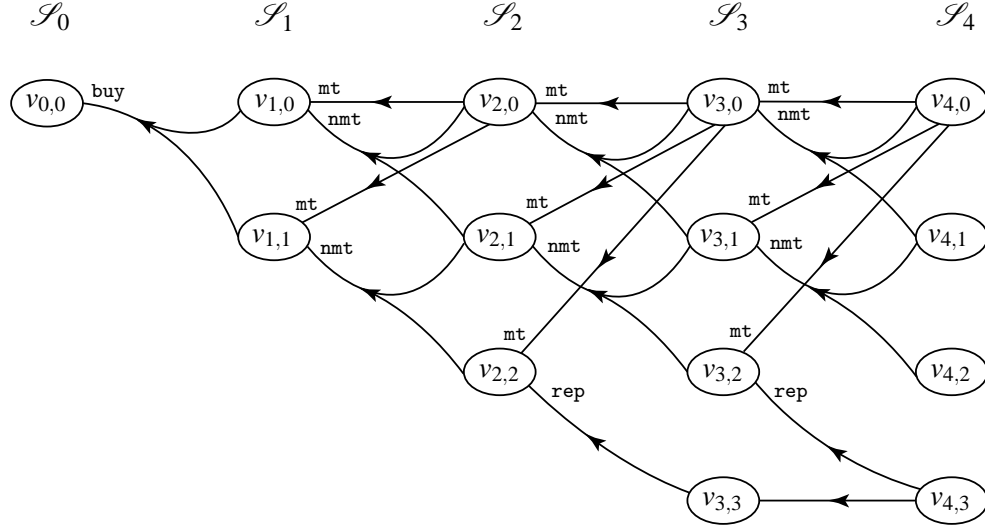 𝒮₀ 𝒮₁ 𝒮₂ 𝒮₃ 𝒮₄
v₀,₀ buy v₁,₀ mt v₂,₀ mt v₃,₀ mt v₄,₀
nmt nmt nmt
mt mt mt
v₁,₁ v₂,₁ v₃,₁ v₄,₁
nmt nmt nmt
mt mt
v₂,₂ v₃,₂ v₄,₂
rep rep
v₃,₃ v₄,₃